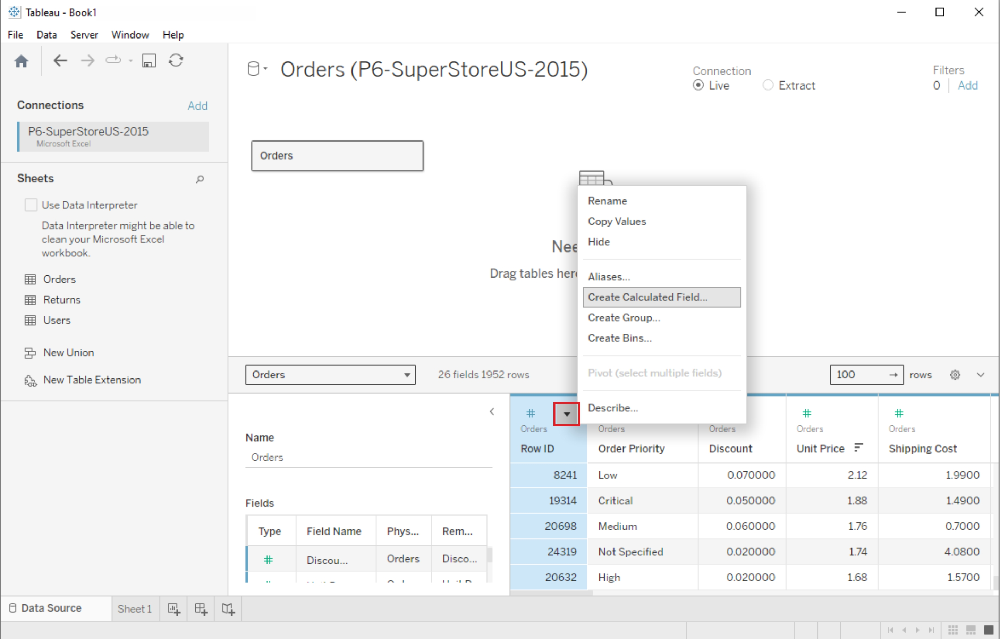 Tableau - Book1
File Data Server Window Help
Connections Add
P6-SuperStoreUS-2015
Microsoft Excel
Sheets
Use Data Interpreter
Data Interpreter might be able to
clean your Microsoft Excel
workbook.
Orders
Returns
Users
New Union
New Table Extension
Orders (P6-SuperStoreUS-2015)
Connection
Live Extract
Filters
0 Add
Orders
Drag tables
Rename
Copy Values
Hide
Aliases...
Create Calculated Field...
Create Group...
Create Bins...
Pivot (select multiple fields)
Describe...
Orders 26 fields 1952 rows 100 rows
Name
Orders
Fields
Type Field Name Phys... Rem...
# Discou... Orders Disco...
# # #
Orders Orders Orders Orders Orders
Row ID Order Priority Discount Unit Price Shipping Cost
8241 Low 0.070000 2.12 1.9900
19314 Critical 0.050000 1.88 1.4900
20698 Medium 0.060000 1.76 0.7000
24319 Not Specified 0.020000 1.74 4.0800
20632 High 0.020000 1.68 1.5700
Data Source Sheet 1